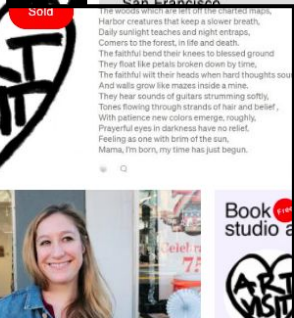 San Francisco
Sold
The woods which are left off the charted maps,
Harbor creatures that keep a slower breath,
Daily sunlight teaches and night entraps,
Comers to the forest, in life and death.
The faithful bend their knees to blessed ground
They float like petals broken down by time,
The faithful wilt their heads when hard thoughts sou
And walls grow like mazes inside a mine.
They hear sounds of guitars strumming softly,
Tones flowing through strands of hair and belief,
With patience new colors emerge, roughly,
Prayerful eyes in darkness have no relief.
Feeling as one with brim of the sun,
Mama, I'm born, my time has just begun.
Book Free
studio a
ART
VISIT